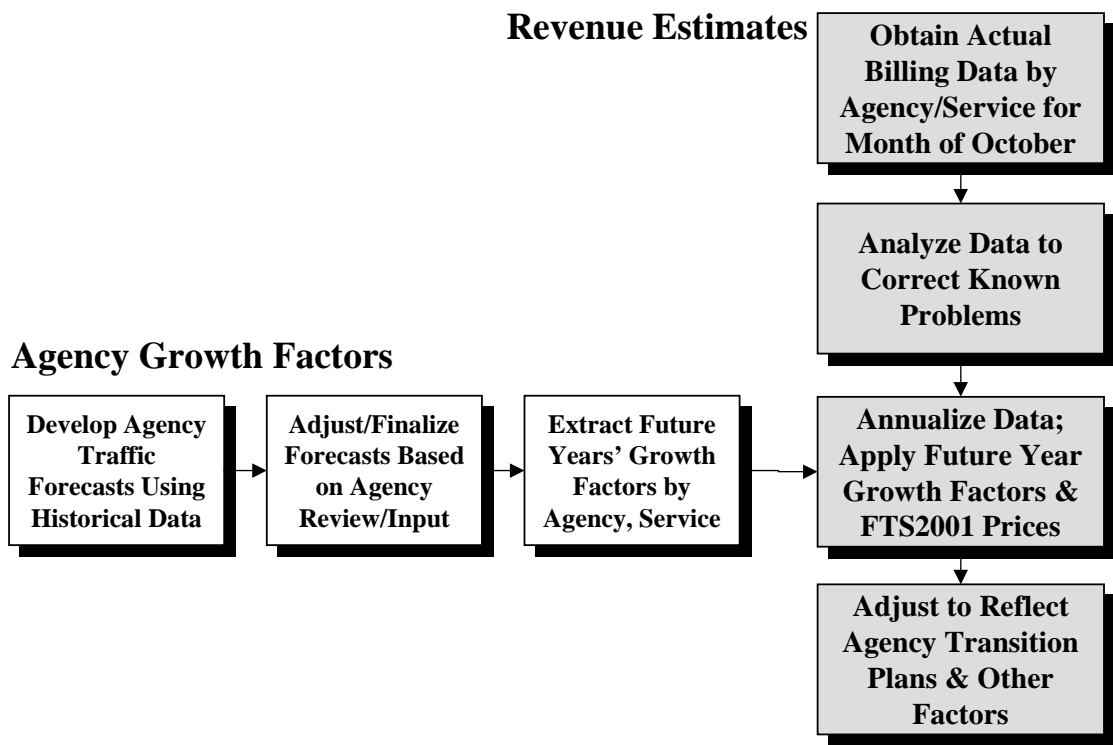 Revenue Estimates
Obtain Actual
Billing Data by
Agency/Service for
Month of October
Analyze Data to
Correct Known
Problems
Agency Growth Factors
Develop Agency
Traffic
Forecasts Using
Historical Data
Adjust/Finalize
Forecasts Based
on Agency
Review/Input
Extract Future
Years’ Growth
Factors by
Agency, Service
Annualize Data;
Apply Future Year
Growth Factors &
FTS2001 Prices
Adjust to Reflect
Agency Transition
Plans & Other
Factors